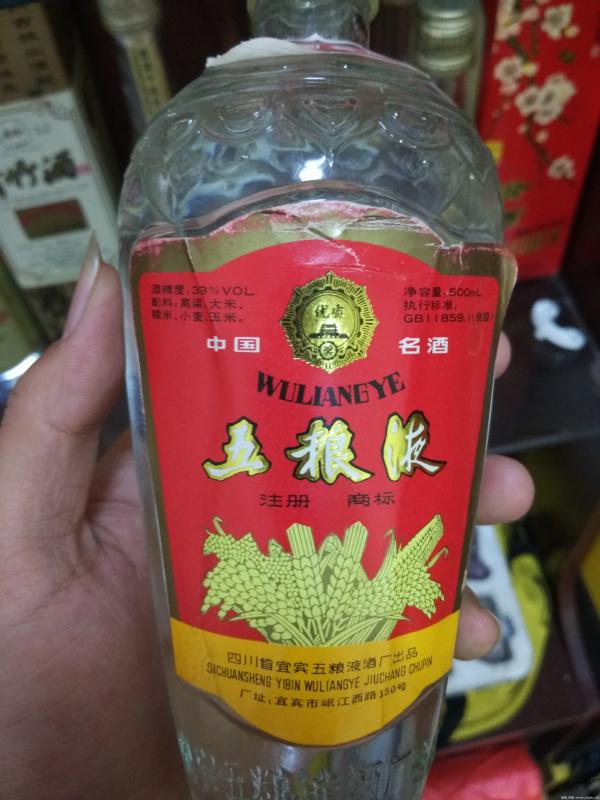 竹酒
酒精度:39%VOL
配料:高粱、大米、
糯米、小麦、玉米。
净容量:500mL
执行标准:
GB11859.1(优级)
中国
名酒
WULIANGYE
五粮液
注册 商标
四川省宜宾五粮液酒厂出品
SICHUANSHENG YIBIN WULIANGYE JIUCHANG CHUPIN
厂址:宜宾市岷江西路150号